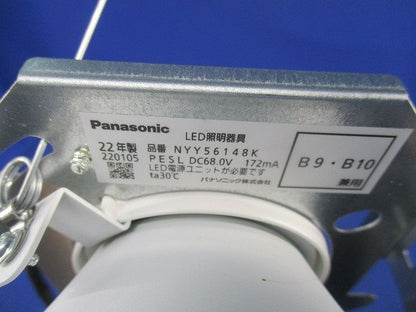 Panasonic LED照明器具
22年製 品番 NYY56148K
220105 PESL DC68.0V 172mA
LED電源ユニットが必要です
ta30℃ パナソニック株式会社
B9・B10
兼用